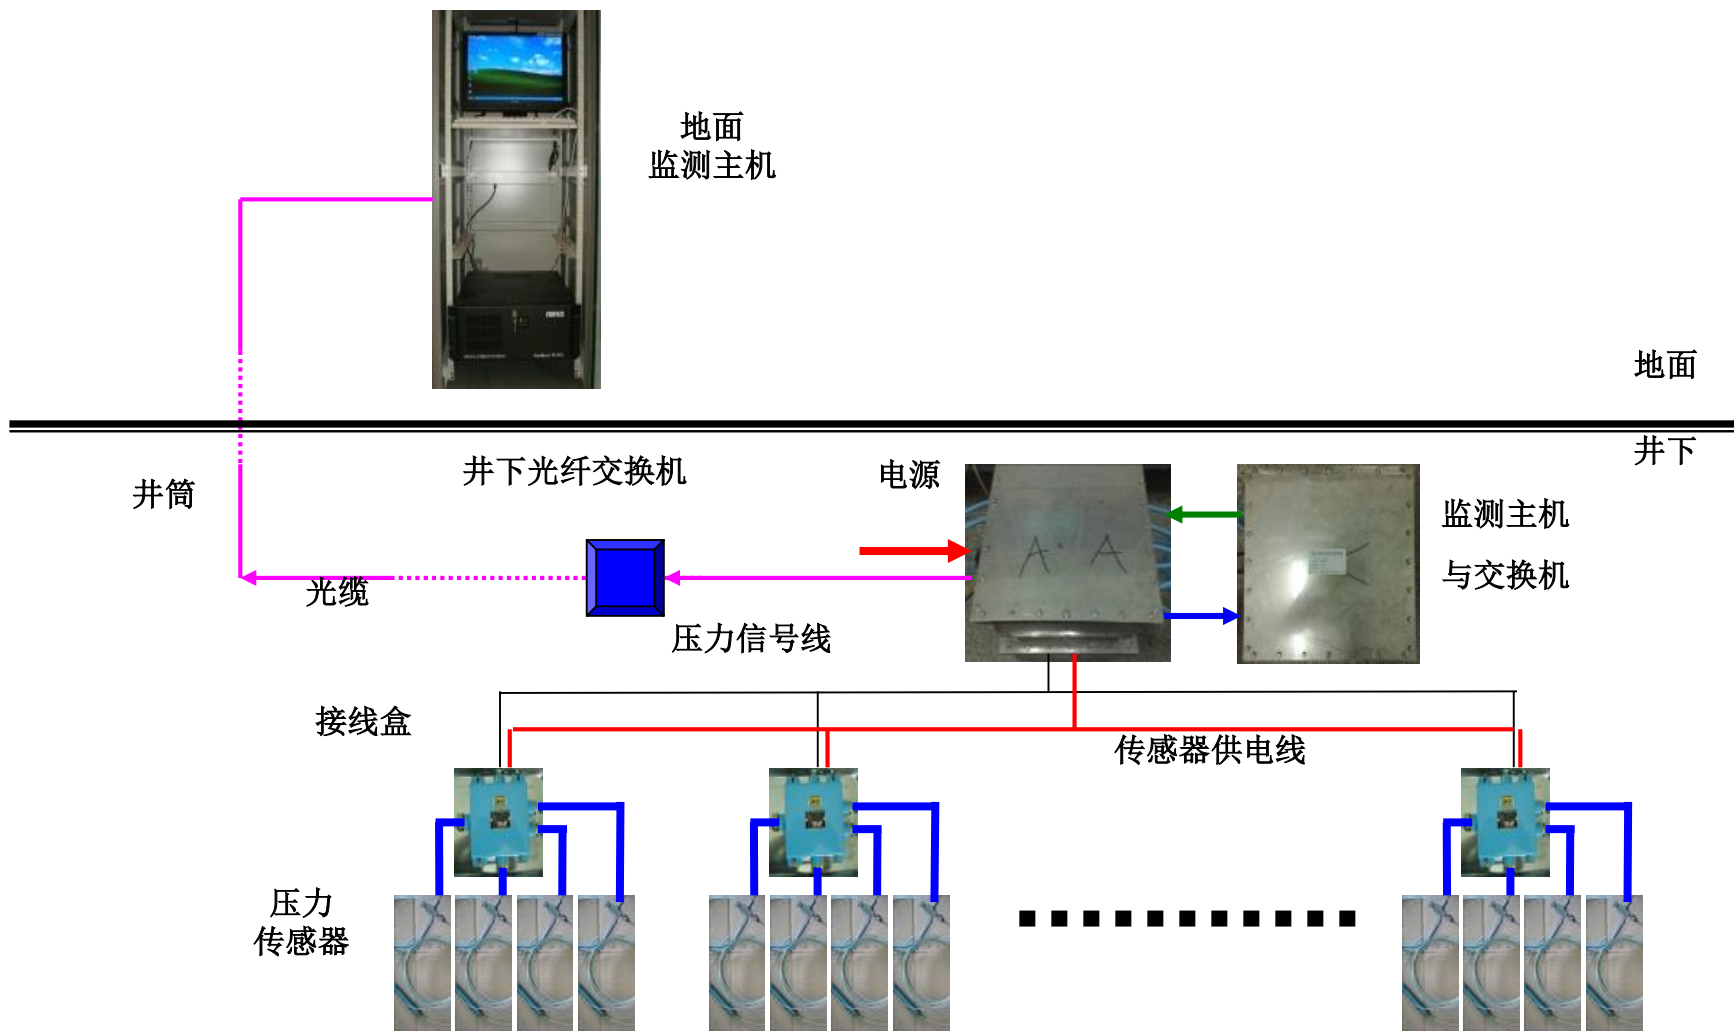 地面
监测主机
地面
井下
井下光纤交换机
电源
井筒
监测主机
与交换机
光缆
压力信号线
接线盒
传感器供电线
压力
传感器
A A